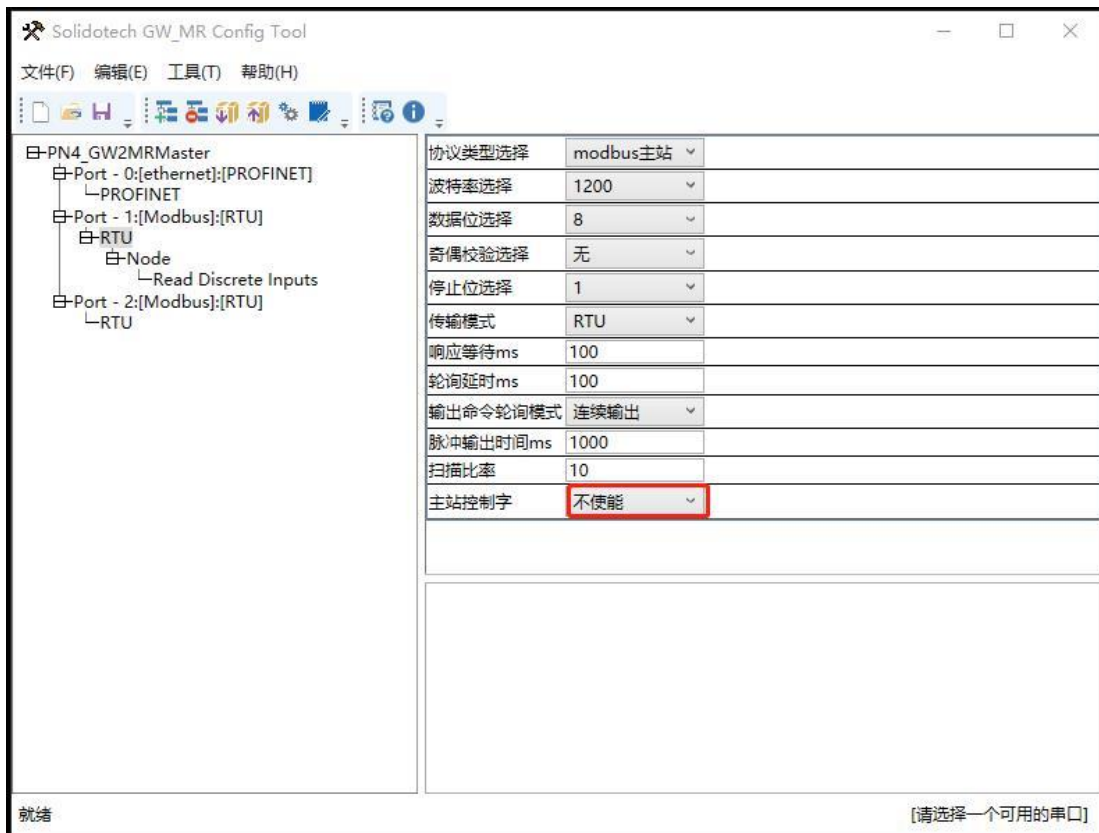 Solidotech GW_MR Config Tool
文件(F) 编辑(E) 工具(T) 帮助(H)
PN4_GW2MRMaster
Port - 0:[ethernet]:[PROFINET]
PROFINET
Port - 1:[Modbus]:[RTU]
RTU
Node
Read Discrete Inputs
Port - 2:[Modbus]:[RTU]
RTU
协议类型选择 modbus主站
波特率选择 1200
数据位选择 8
奇偶校验选择 无
停止位选择 1
传输模式 RTU
响应等待ms 100
轮询延时ms 100
输出命令轮询模式 连续输出
脉冲输出时间ms 1000
扫描比率 10
主站控制字 不使能
就绪 [请选择一个可用的串口]